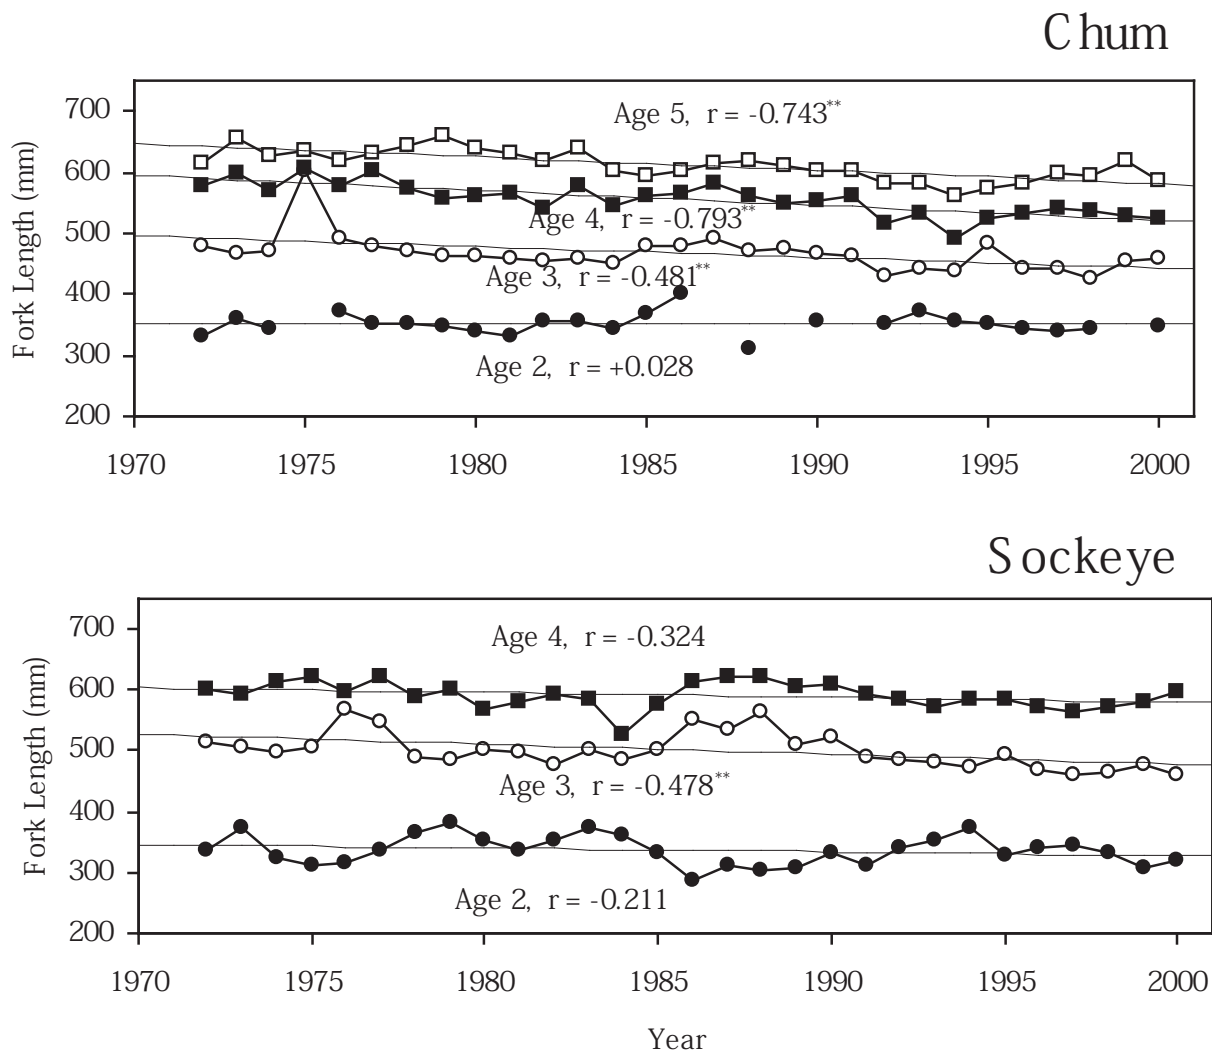 Chum
700
Age 5, r = -0.743**
600
500
Age 4, r = -0.793**
400
Age 3, r = -0.481**
300
Age 2, r = +0.028
200
Fork Length (mm)
1970 1975 1980 1985 1990 1995 2000
Sockeye
700
Age 4, r = -0.324
600
500
Age 3, r = -0.478**
400
300
Age 2, r = -0.211
200
Fork Length (mm)
1970 1975 1980 1985 1990 1995 2000
Year